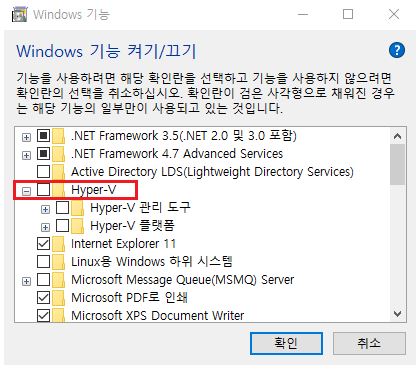 Windows 기능
Windows 기능 켜기/끄기
기능을 사용하려면 해당 확인란을 선택하고 기능을 사용하지 않으려면
확인란의 선택을 취소하십시오. 확인란이 검은 사각형으로 채워진 경우
는 해당 기능의 일부만이 사용되고 있는 것입니다.
.NET Framework 3.5(.NET 2.0 및 3.0 포함)
.NET Framework 4.7 Advanced Services
Active Directory LDS(Lightweight Directory Services)
Hyper-V
Hyper-V 관리 도구
Hyper-V 플랫폼
Internet Explorer 11
Linux용 Windows 하위 시스템
Microsoft Message Queue(MSMQ) Server
Microsoft PDF로 인쇄
Microsoft XPS Document Writer
확인
취소